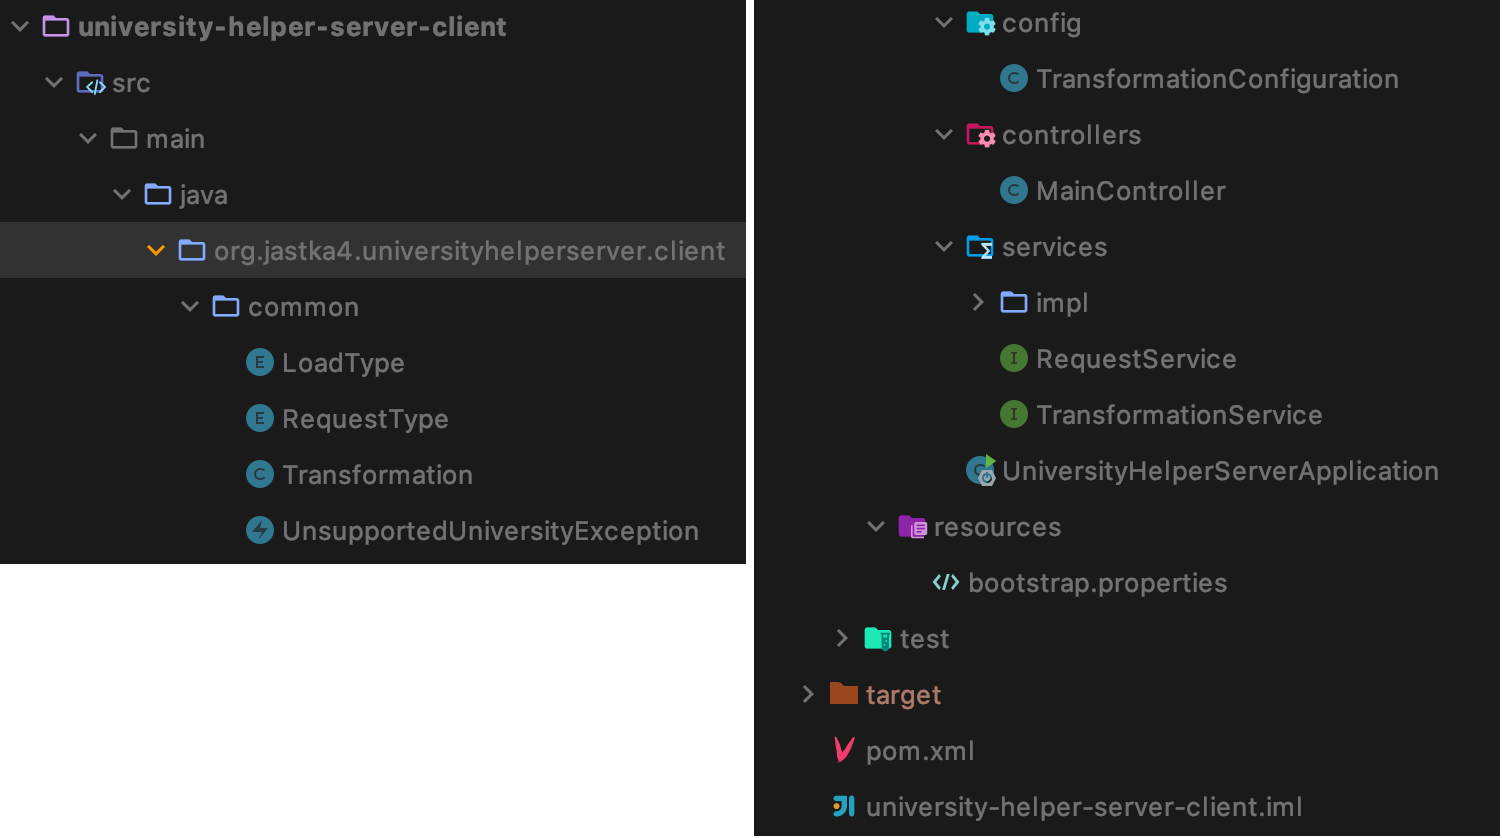 university-helper-server-client
src
main
java
org.jastka4.universityhelperserver.client
common
E LoadType
E RequestType
C Transformation
UnsupportedUniversityException
config
C TransformationConfiguration
controllers
C MainController
services
impl
I RequestService
I TransformationService
C UniversityHelperServerApplication
resources
</> bootstrap.properties
test
target
pom.xml
university-helper-server-client.iml